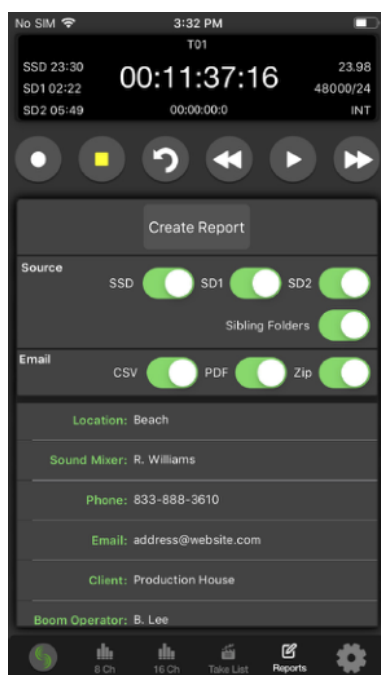 No SIM 3:32 PM
T01
SSD 23:30 23.98
00:11:37:16
SD1 02:22 48000/24
SD2 05:49 00:00:00:0 INT
Create Report
Source
SSD SD1 SD2
Sibling Folders
Email
CSV PDF Zip
Location: Beach
Sound Mixer: R. Williams
Phone: 833-888-3610
Email: address@website.com
Client: Production House
Boom Operator: B. Lee
8 Ch 16 Ch Take List Reports